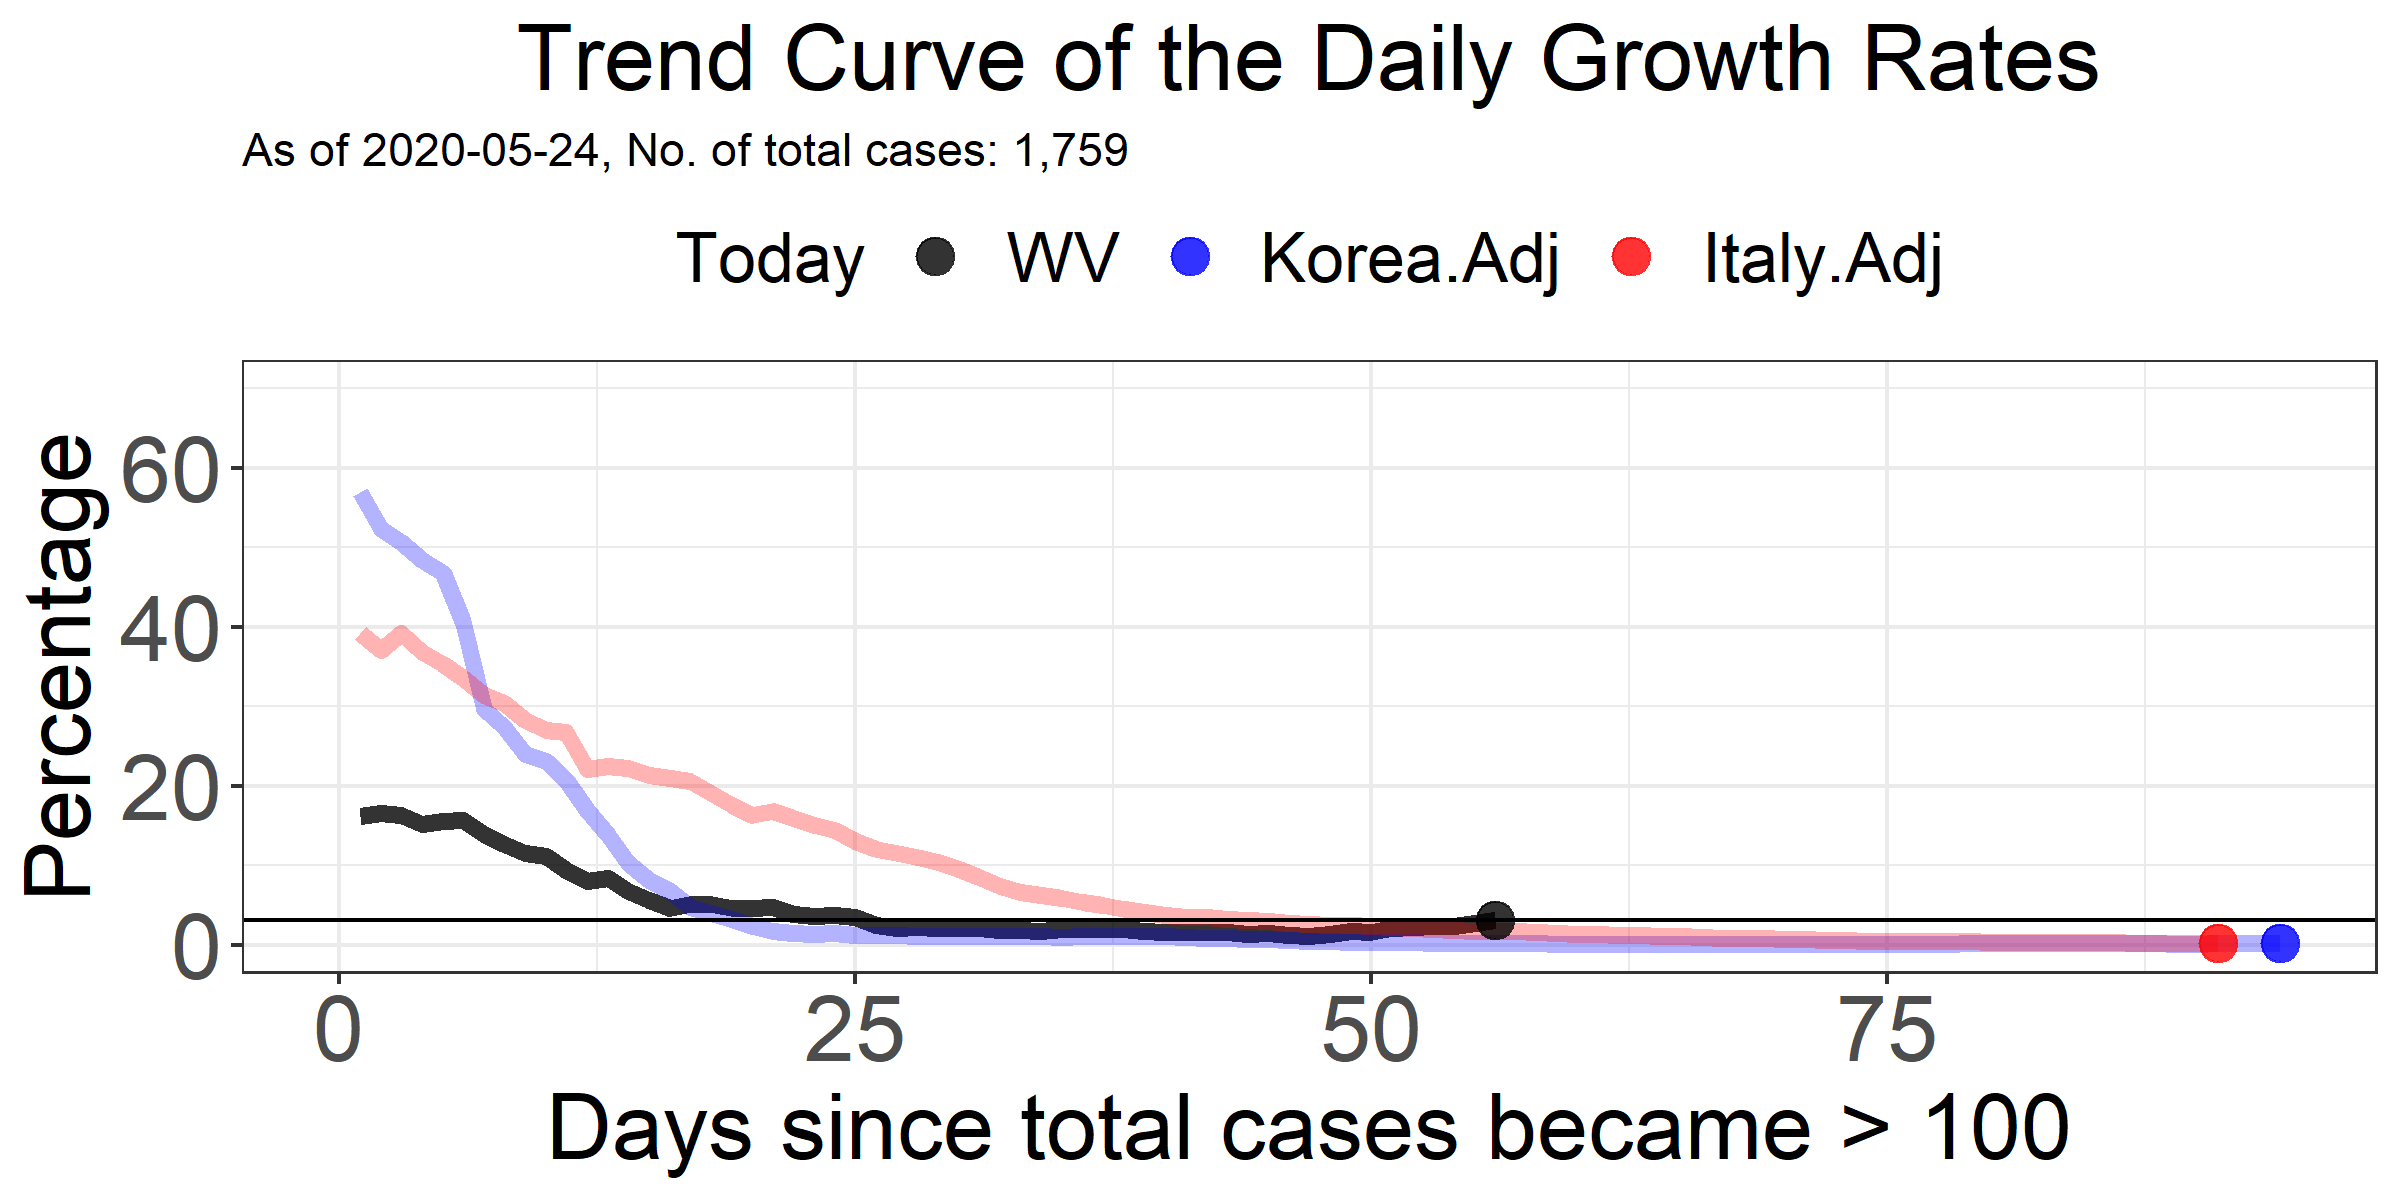 Trend Curve of the Daily Growth Rates
As of 2020-05-24, No. of total cases: 1,759
Today WV Korea.Adj Italy.Adj
Percentage
60
40
20
0
0 25 50 75
Days since total cases became > 100